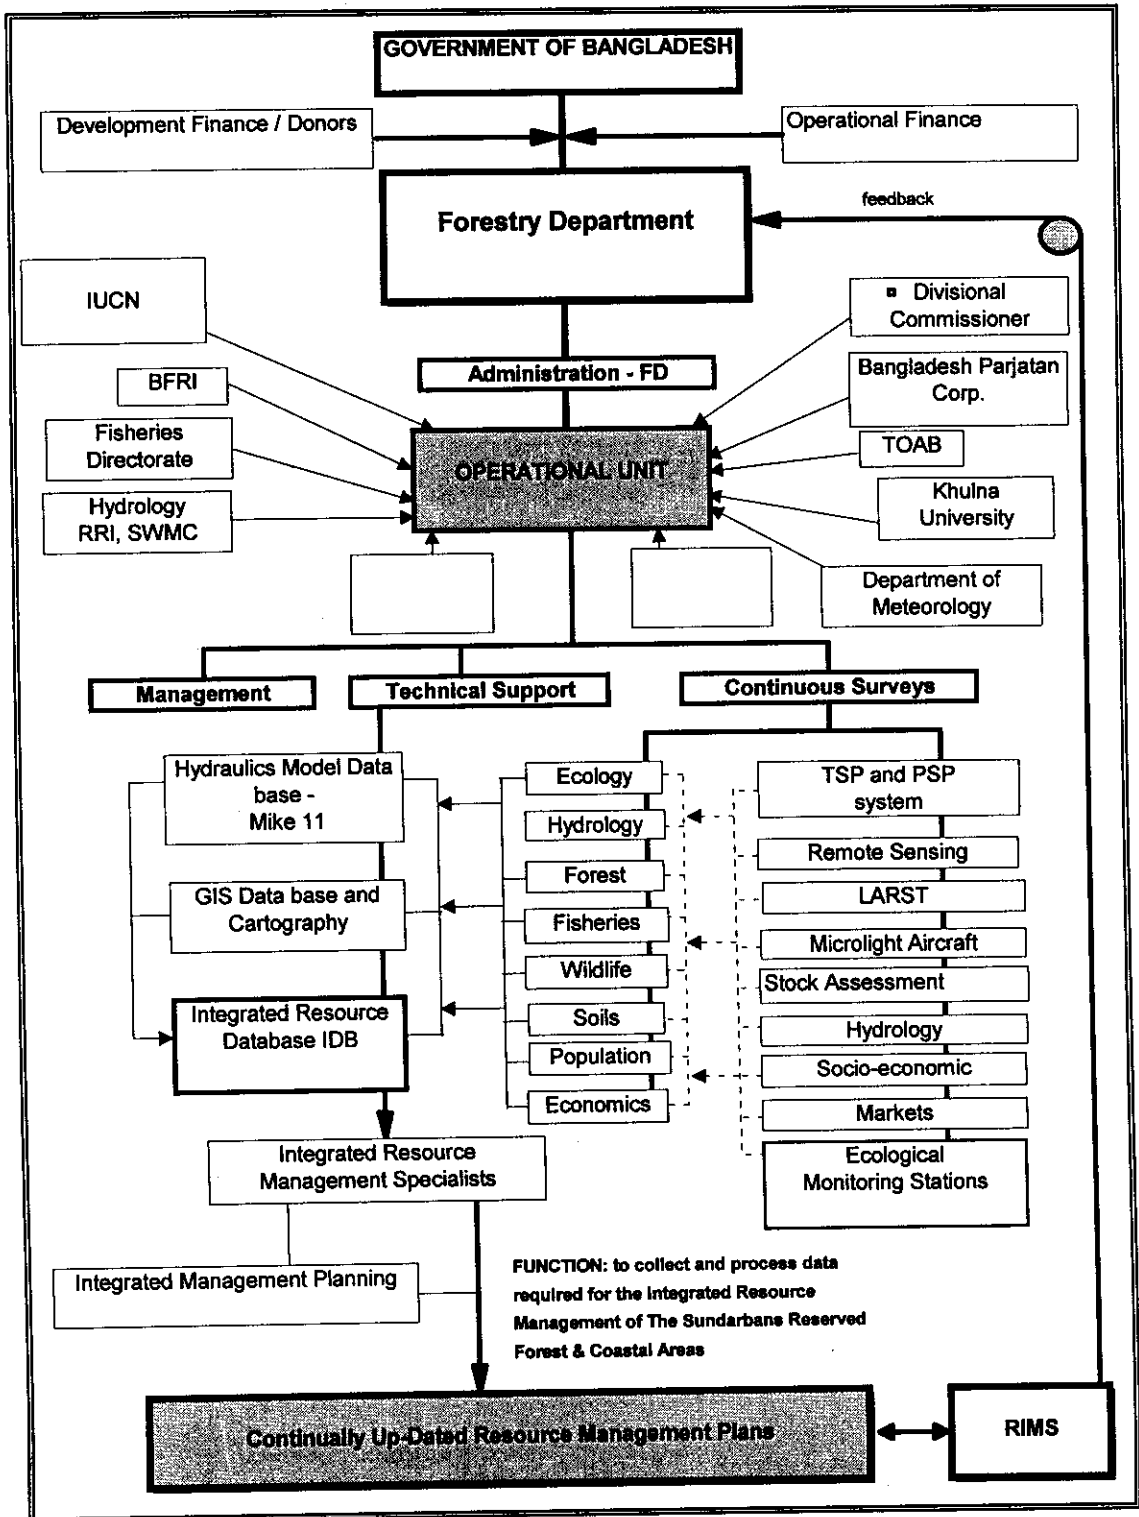 GOVERNMENT OF BANGLADESH
Development Finance / Donors
Operational Finance
Forestry Department
feedback
IUCN
Divisional
Commissioner
Administration - FD
BFRI
Bangladesh Parjatan
Corp.
Fisheries
Directorate
OPERATIONAL UNIT
TOAB
Hydrology
RRI, SWMC
Khulna
University
Department of
Meteorology
Management
Technical Support
Continuous Surveys
Hydraulics Model Data
base -
Mike 11
GIS Data base and
Cartography
Integrated Resource
Database IDB
Ecology
Hydrology
Forest
Fisheries
Wildlife
Soils
Population
Economics
TSP and PSP
system
Remote Sensing
LARST
Microlight Aircraft
Stock Assessment
Hydrology
Socio-economic
Markets
Ecological
Monitoring Stations
Integrated Resource
Management Specialists
Integrated Management Planning
FUNCTION: to collect and process data
required for the Integrated Resource
Management of The Sundarbans Reserved
Forest & Coastal Areas
Continually Up-Dated Resource Management Plans
RIMS